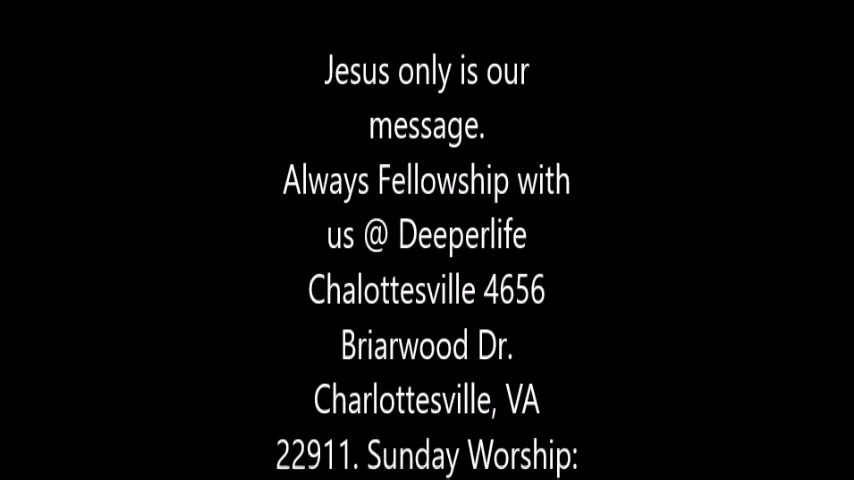 Jesus only is our
message.
Always Fellowship with
us @ Deeperlife
Chalottesville 4656
Briarwood Dr.
Charlottesville, VA
22911. Sunday Worship: